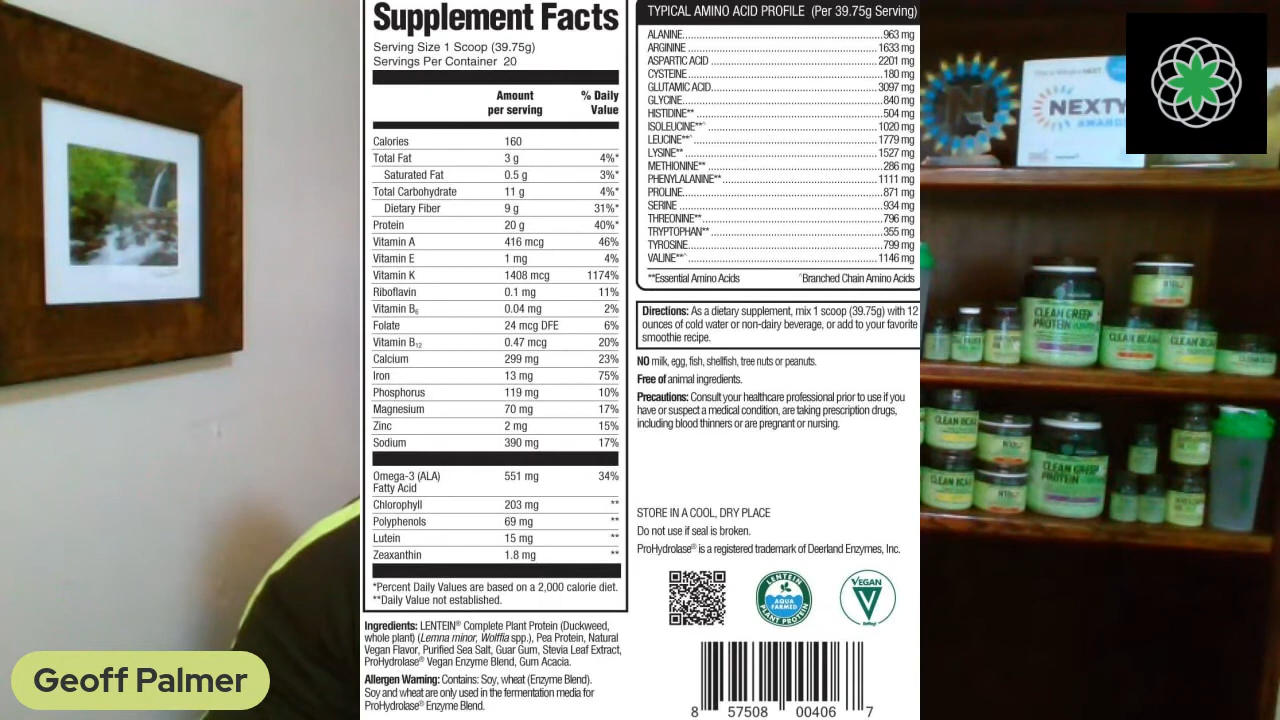 Supplement Facts
Serving Size 1 Scoop (39.75g)
Servings Per Container 20
Amount per serving % Daily Value
Calories 160
Total Fat 3 g 4%*
Saturated Fat 0.5 g 3%*
Total Carbohydrate 11 g 4%*
Dietary Fiber 9 g 31%*
Protein 20 g 40%*
Vitamin A 416 mcg 46%
Vitamin E 1 mg 4%
Vitamin K 1408 mcg 1174%
Riboflavin 0.1 mg 11%
Vitamin B₆ 0.04 mg 2%
Folate 24 mcg DFE 6%
Vitamin B₁₂ 0.47 mcg 20%
Calcium 299 mg 23%
Iron 13 mg 75%
Phosphorus 119 mg 10%
Magnesium 70 mg 17%
Zinc 2 mg 15%
Sodium 390 mg 17%
Omega-3 (ALA) 551 mg 34%
Fatty Acid
Chlorophyll 203 mg **
Polyphenols 69 mg **
Lutein 15 mg **
Zeaxanthin 1.8 mg **
*Percent Daily Values are based on a 2,000 calorie diet.
**Daily Value not established.
Ingredients: LENTEIN® Complete Plant Protein (Duckweed,
whole plant) (Lemna minor, Wolffia spp.), Pea Protein, Natural
Vegan Flavor, Purified Sea Salt, Guar Gum, Stevia Leaf Extract,
ProHydrolase® Vegan Enzyme Blend, Gum Acacia.
Allergen Warning: Contains: Soy, wheat (Enzyme Blend).
Soy and wheat are only used in the fermentation media for
ProHydrolase® Enzyme Blend.
TYPICAL AMINO ACID PROFILE (Per 39.75g Serving)
ALANINE 963 mg
ARGININE 1633 mg
ASPARTIC ACID 2201 mg
CYSTEINE 180 mg
GLUTAMIC ACID 3097 mg
GLYCINE 840 mg
HISTIDINE** 504 mg
ISOLEUCINE**^ 1020 mg
LEUCINE**^ 1779 mg
LYSINE** 1527 mg
METHIONINE** 286 mg
PHENYLALANINE** 1111 mg
PROLINE 871 mg
SERINE 934 mg
THREONINE** 796 mg
TRYPTOPHAN** 355 mg
TYROSINE 799 mg
VALINE**^ 1146 mg
**Essential Amino Acids ^Branched Chain Amino Acids
Directions: As a dietary supplement, mix 1 scoop (39.75g) with 12
ounces of cold water or non-dairy beverage, or add to your favorite
smoothie recipe.
NO milk, egg, fish, shellfish, tree nuts or peanuts.
Free of animal ingredients.
Precautions: Consult your healthcare professional prior to use if you
have or suspect a medical condition, are taking prescription drugs,
including blood thinners or are pregnant or nursing.
STORE IN A COOL, DRY PLACE
Do not use if seal is broken.
ProHydrolase® is a registered trademark of Deerland Enzymes, Inc.
LENTEIN
AQUA
FARMED
PLANT PROTEIN
VEGAN
8 57508 00406 7
NEXTY
AWARD
CLEAN GREEN
PROTEIN
CLEAN BCAA
CLEAN BCAA
CLEAN BCAA
CLEAN GREEN
PROTEIN
CLEAN BCAA
Geoff Palmer